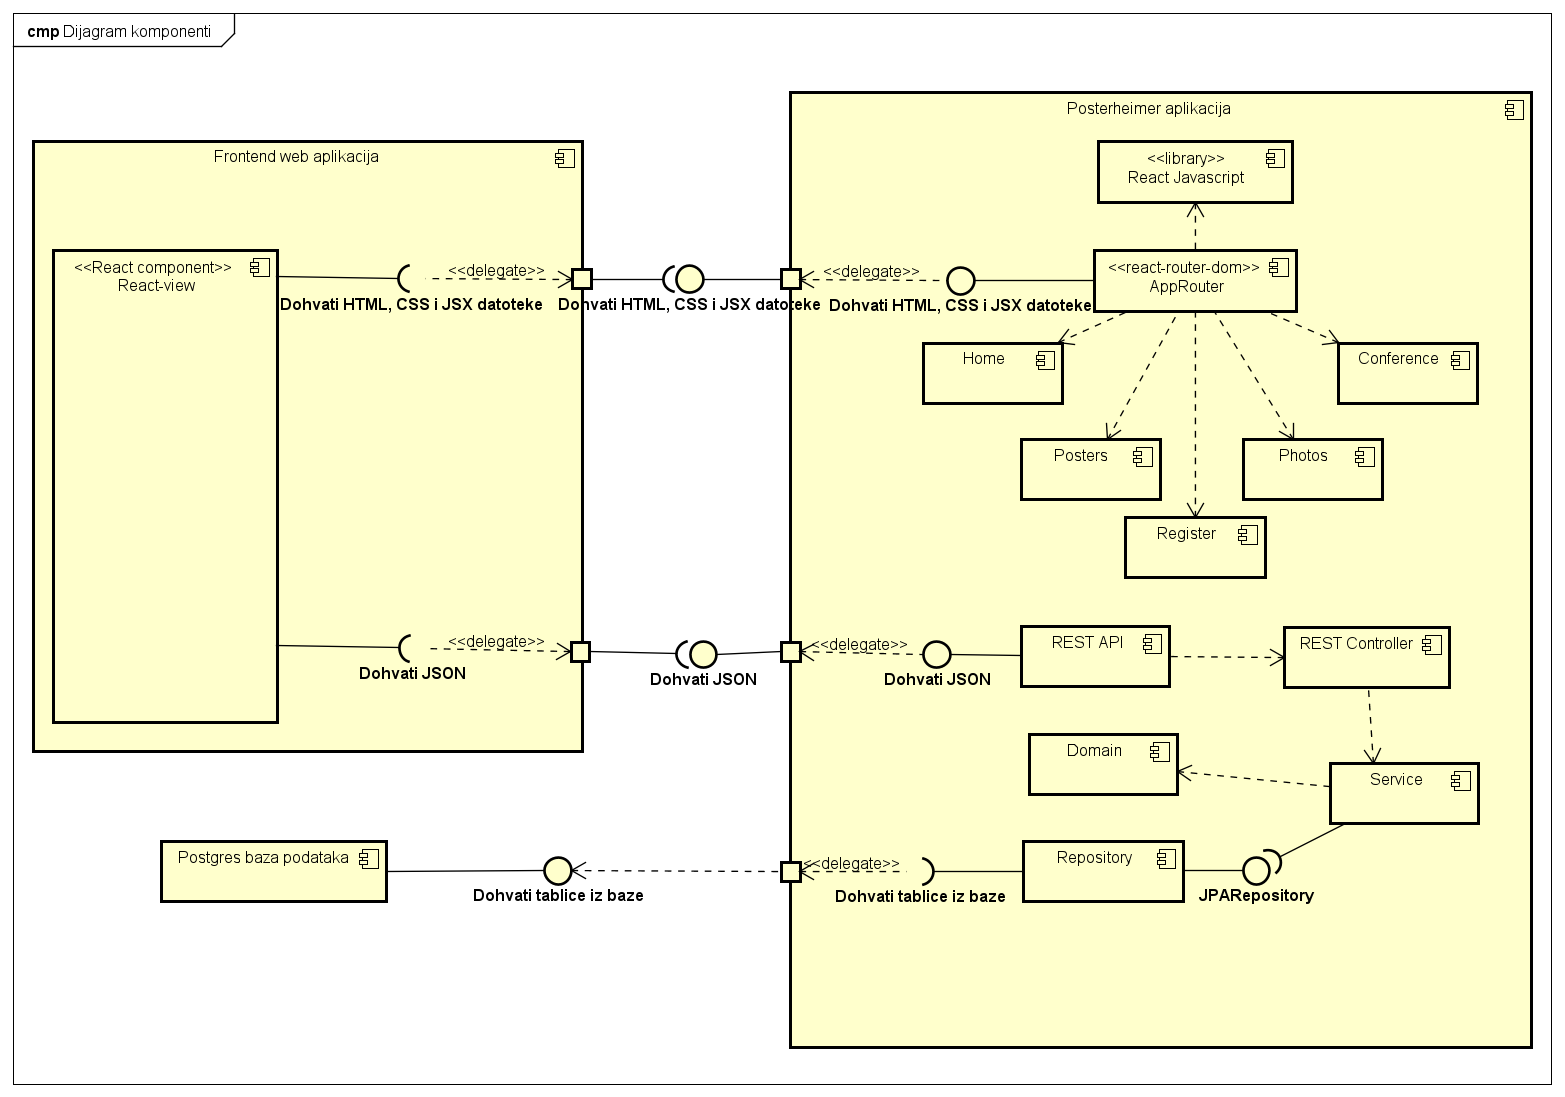 cmp Dijagram komponenti
Posterheimer aplikacija
Frontend web aplikacija
<<library>>
React Javascript
<<React component>>
React-view
<<delegate>>
Dohvati HTML, CSS i JSX datoteke
Dohvati HTML, CSS i JSX datoteke
<<delegate>>
Dohvati HTML, CSS i JSX datoteke
<<react-router-dom>>
AppRouter
Home
Conference
Posters
Photos
Register
<<delegate>>
Dohvati JSON
Dohvati JSON
<<delegate>>
Dohvati JSON
REST API
REST Controller
Domain
Service
Postgres baza podataka
Dohvati tablice iz baze
<<delegate>>
Dohvati tablice iz baze
Repository
JPARepository